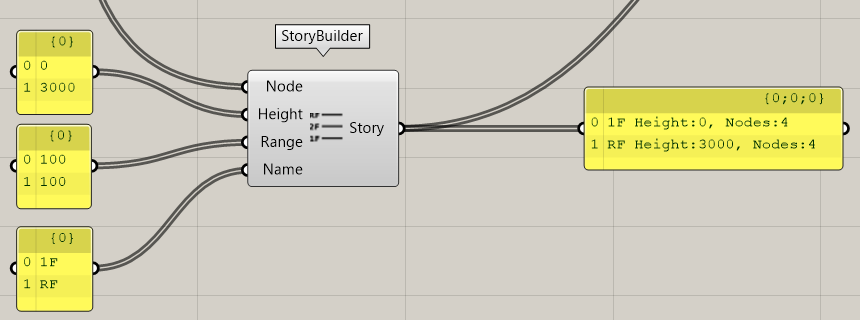 StoryBuilder
{0}
0 0
1 3000
{0}
0 100
1 100
{0}
0 1F
1 RF
Node
Height
Range
Name
RF
2F
1F
Story
{0;0;0}
0 1F Height:0, Nodes:4
1 RF Height:3000, Nodes:4